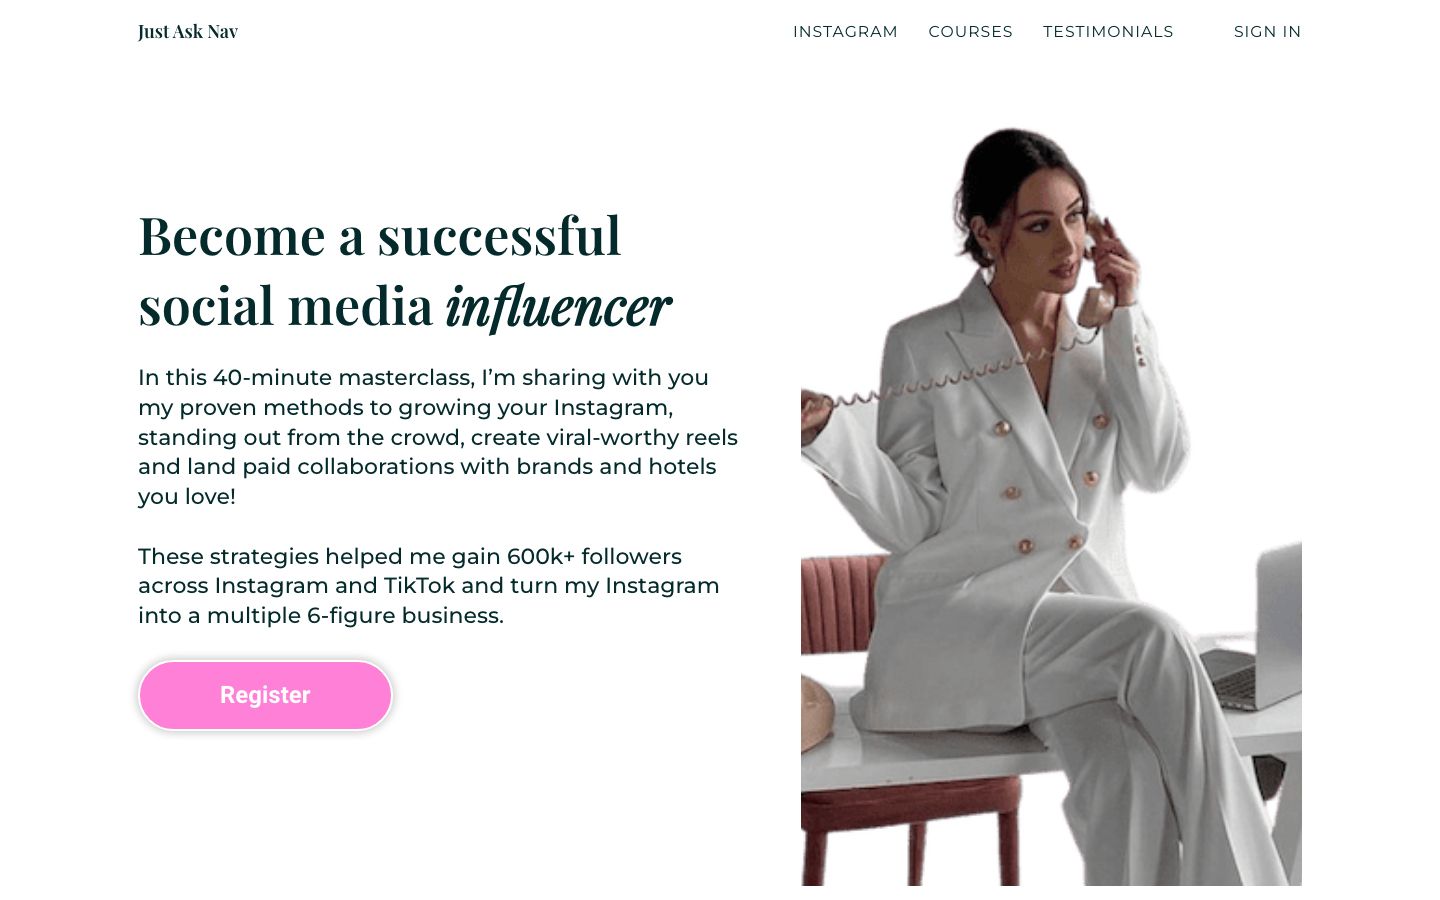 Just Ask Nav
INSTAGRAM COURSES TESTIMONIALS SIGN IN
Become a successful
social media influencer
In this 40-minute masterclass, I’m sharing with you
my proven methods to growing your Instagram,
standing out from the crowd, create viral-worthy reels
and land paid collaborations with brands and hotels
you love!
These strategies helped me gain 600k+ followers
across Instagram and TikTok and turn my Instagram
into a multiple 6-figure business.
Register